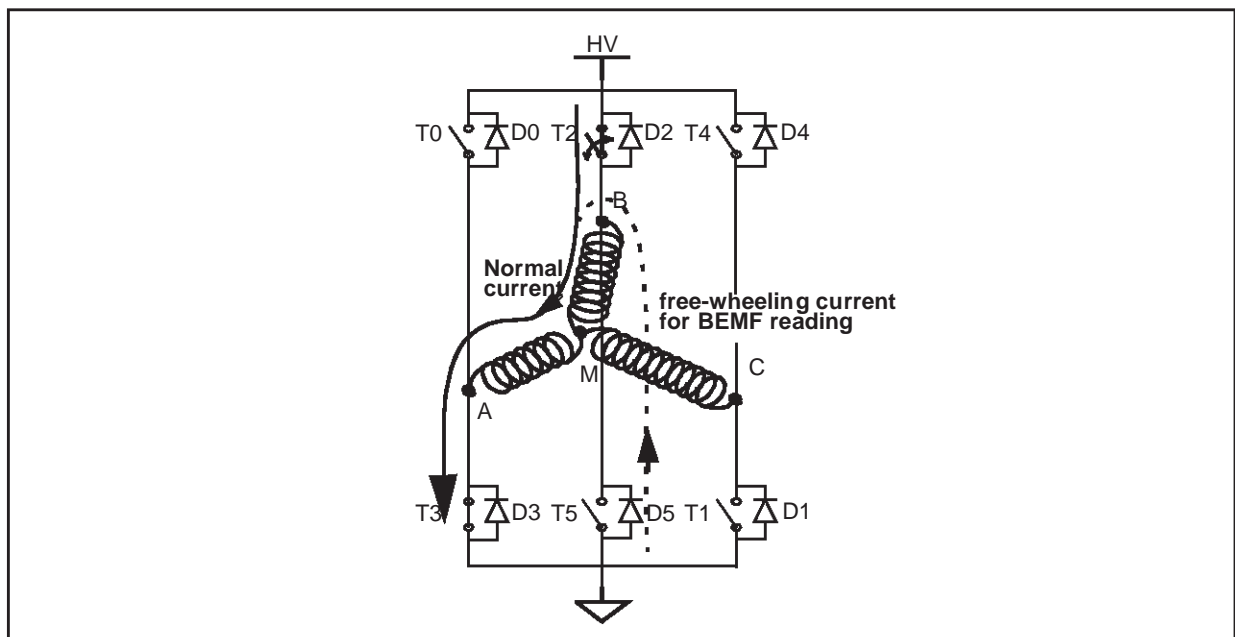 HV
T0 D0 T2 D2 T4 D4
B
Normal
current
free-wheeling current
for BEMF reading
M C
A
T3 D3 T5 D5 T1 D1